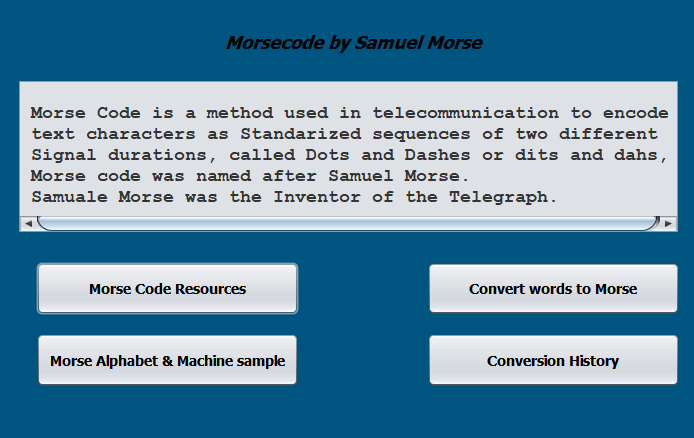 Morsecode by Samuel Morse
Morse Code is a method used in telecommunication to encode
text characters as Standarized sequences of two different
Signal durations, called Dots and Dashes or dits and dahs,
Morse code was named after Samuel Morse.
Samuale Morse was the Inventor of the Telegraph.
Morse Code Resources
Convert words to Morse
Morse Alphabet & Machine sample
Conversion History